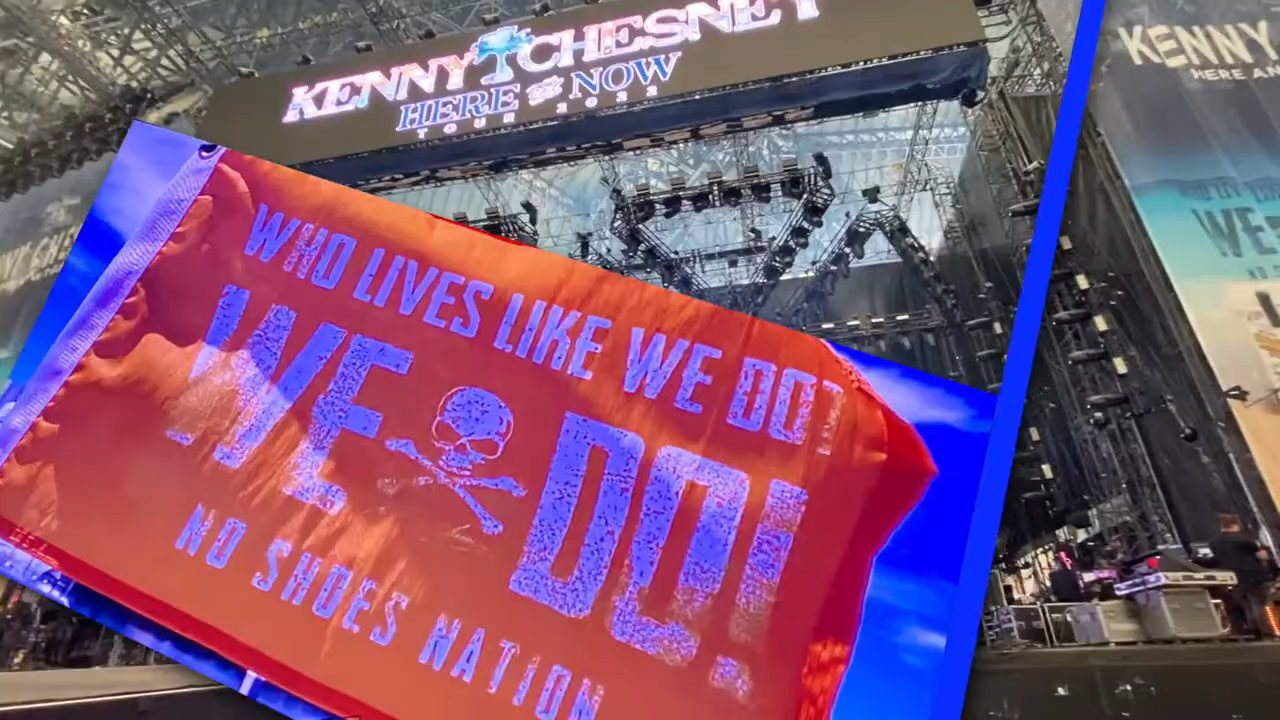 KENNY CHESNEY
HERE and NOW
TOUR 2022
KENNY
HERE AN
WHO LIVES LIKE WE DO?
WE DO!
NO SHOES NATION
WE